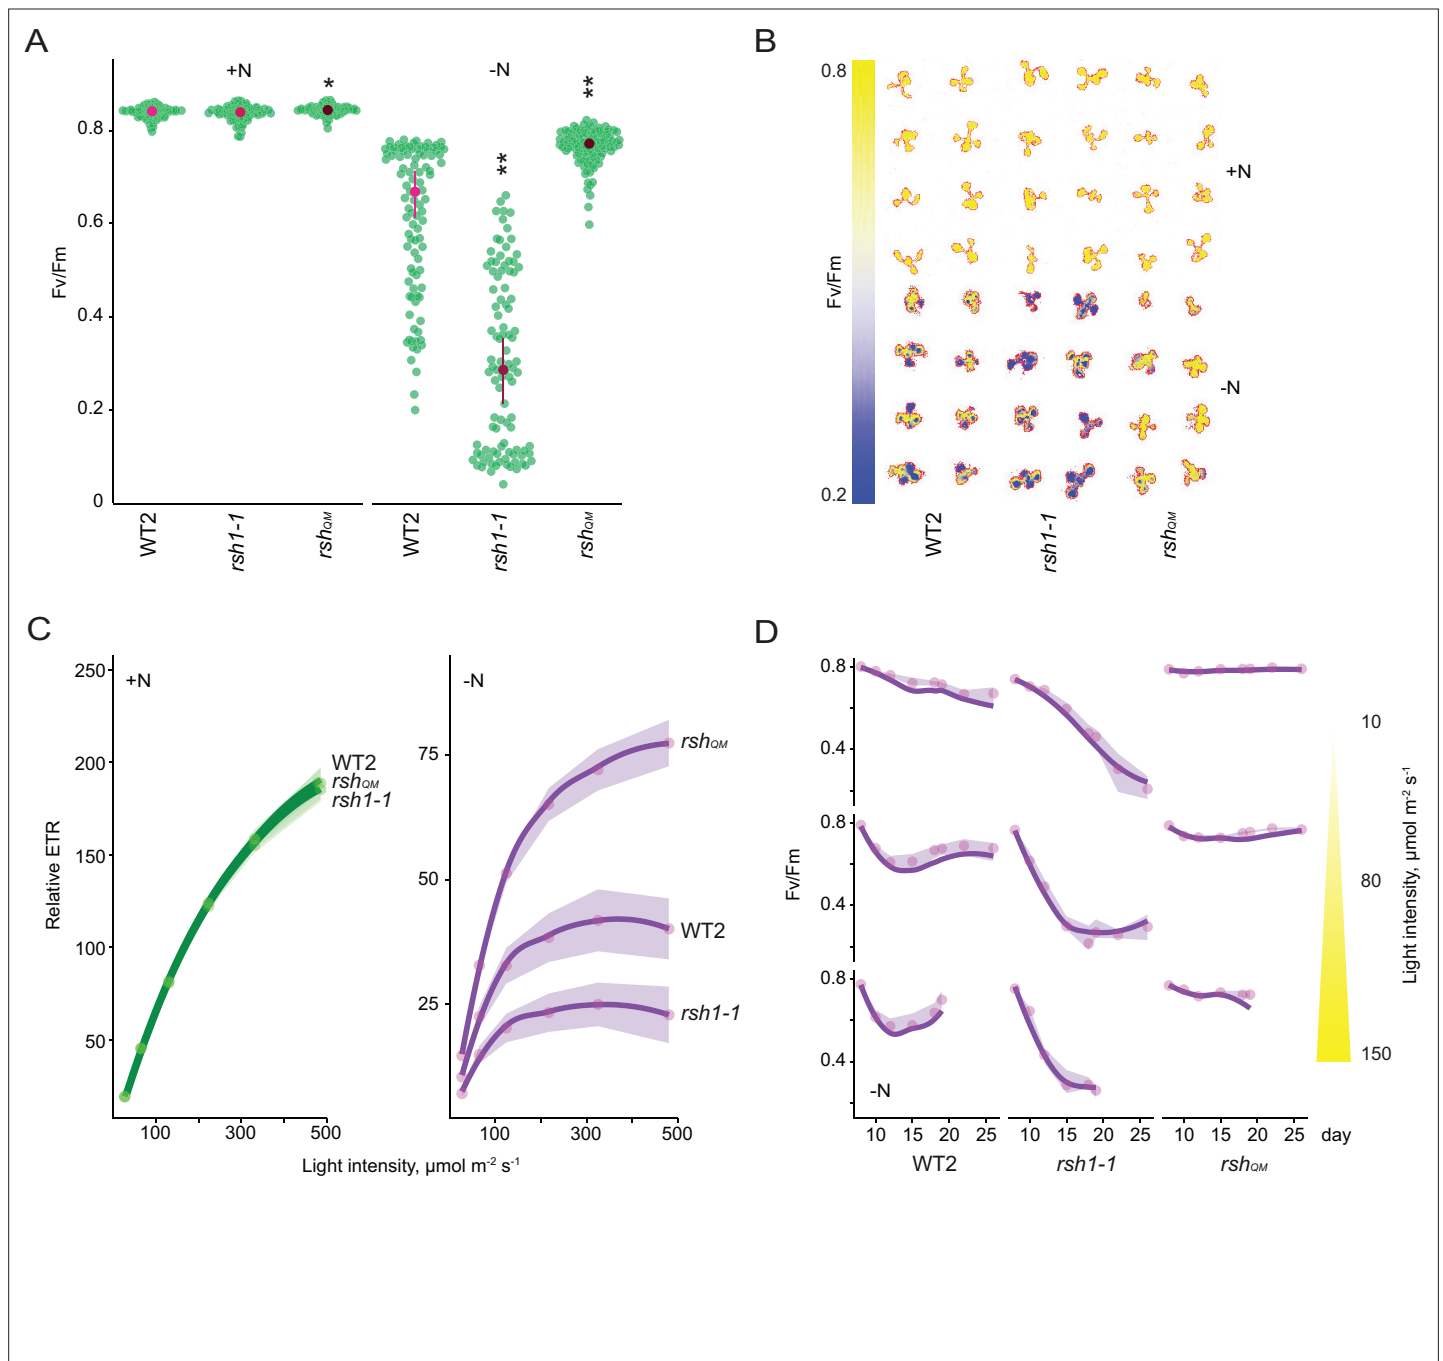 A
+N
-N
*
**
**
0.8
0.6
0.4
0.2
0
Fv/Fm
WT2
rsh1-1
rshQM
WT2
rsh1-1
rshQM
B
0.8
0.2
Fv/Fm
+N
-N
WT2
rsh1-1
rshQM
C
250
200
150
100
50
Relative ETR
+N
WT2
rshQM
rsh1-1
100
300
500
-N
75
50
25
rshQM
WT2
rsh1-1
100
300
500
Light intensity, µmol m-2 s-1
D
0.8
0.4
0.8
0.4
0.8
0.4
Fv/Fm
-N
10 15 20 25
10 15 20 25
10 15 20 25
day
WT2
rsh1-1
rshQM
10
80
150
Light intensity, µmol m-2 s-1